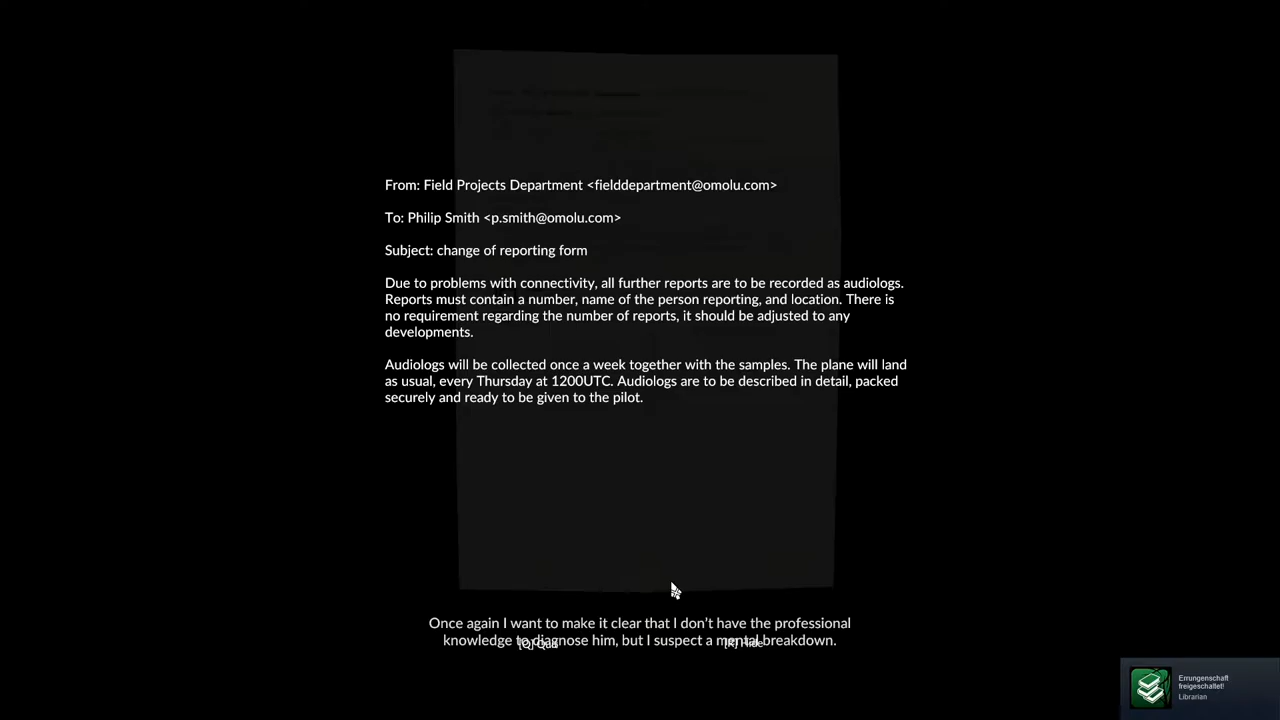 From: Field Projects Department <fielddepartment@omolu.com>
To: Philip Smith <p.smith@omolu.com>
Subject: change of reporting form
Due to problems with connectivity, all further reports are to be recorded as audiologs.
Reports must contain a number, name of the person reporting, and location. There is
no requirement regarding the number of reports, it should be adjusted to any
developments.
Audiologs will be collected once a week together with the samples. The plane will land
as usual, every Thursday at 1200UTC. Audiologs are to be described in detail, packed
securely and ready to be given to the pilot.
Once again I want to make it clear that I don't have the professional
knowledge to diagnose him, but I suspect a mental breakdown.
[Q] Quit
[R] Hide
Errungenschaft
freigeschaltet!
Librarian